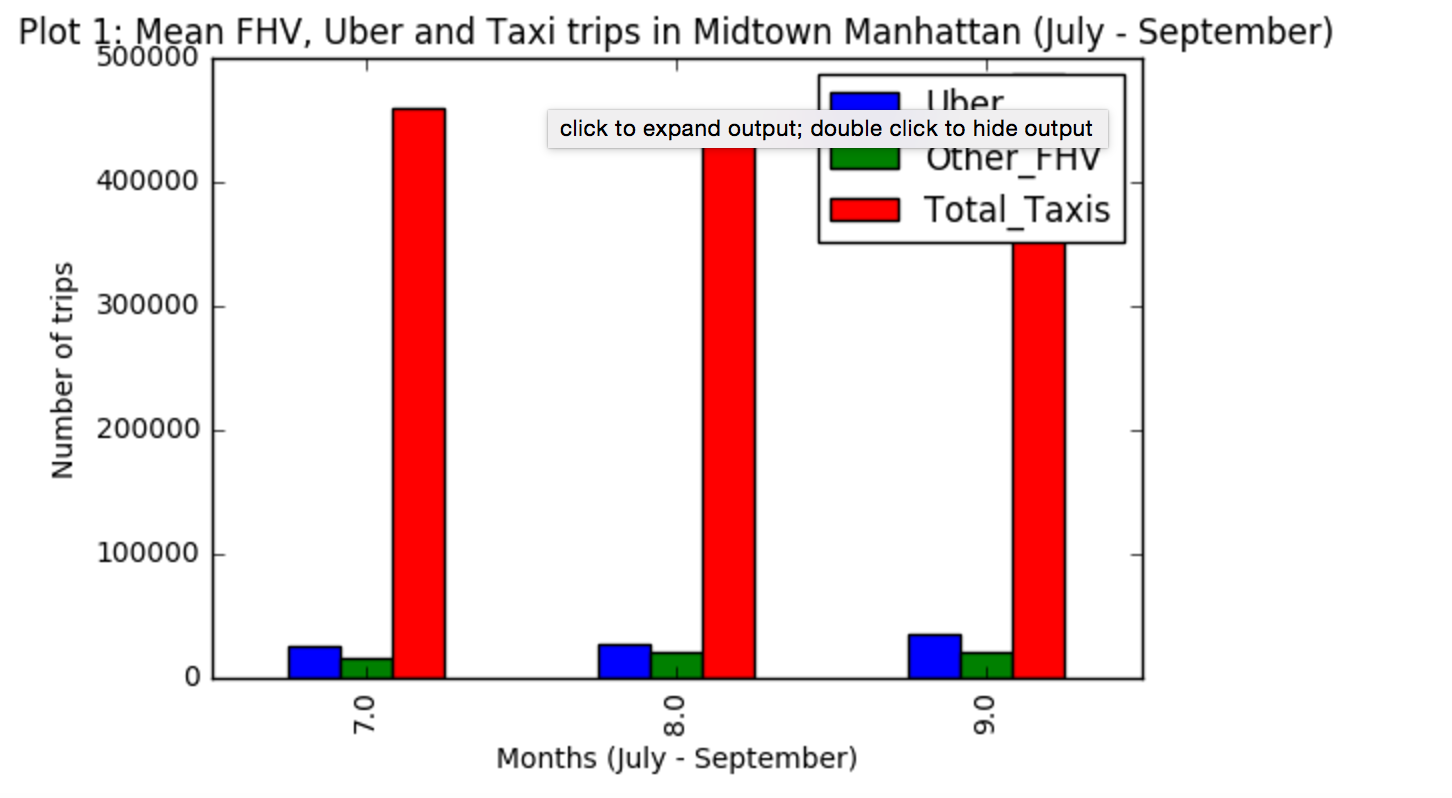 Plot 1: Mean FHV, Uber and Taxi trips in Midtown Manhattan (July - September)
500000
400000
300000
200000
100000
0
Number of trips
Uber
click to expand output; double click to hide output
Other_FHV
Total_Taxis
7.0
8.0
9.0
Months (July - September)